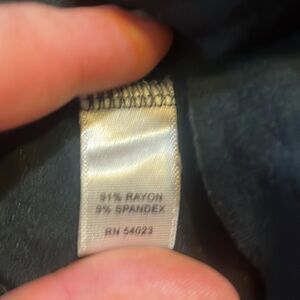 91% RAYON
9% SPANDEX
RN 54023